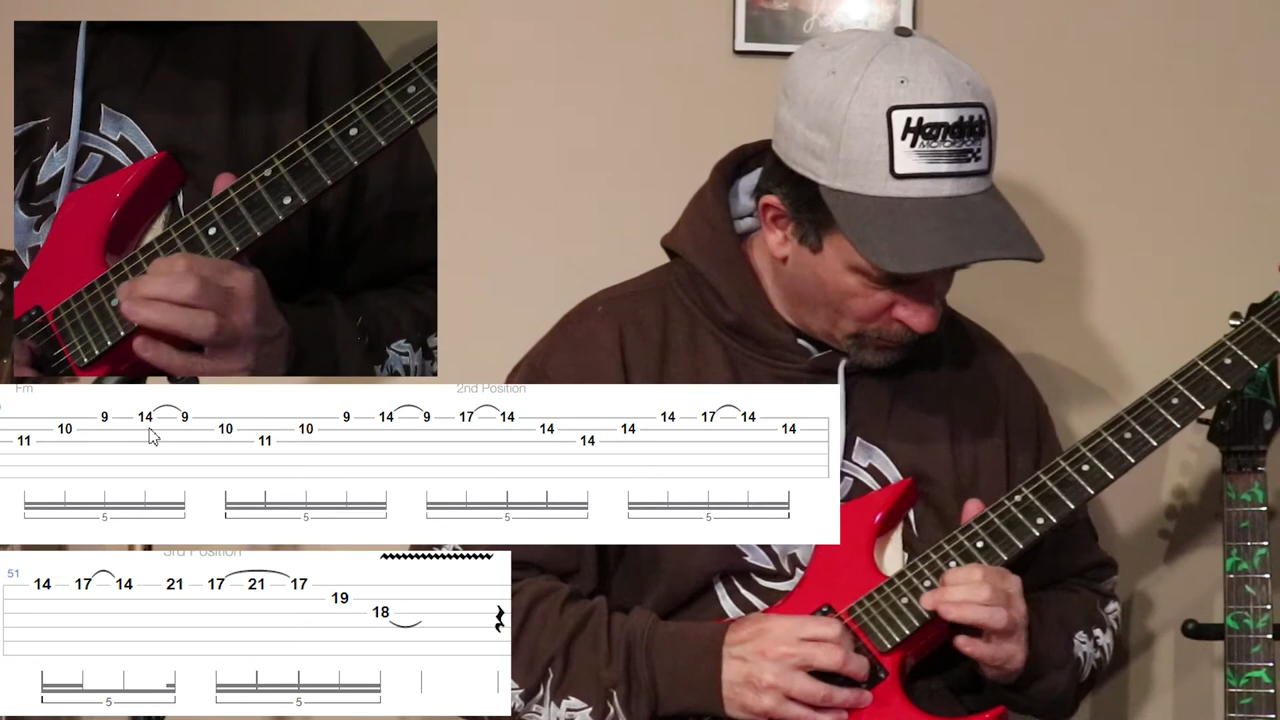 Hendrick
MOTORSPORTS
Fm 2nd Position
9 14 9 9 14 9 17 14 14 17 14
10 10 10 14 14 14
11 11 14
5 5 5 5
3rd Position
51
14 17 14 21 17 21 17
19
18
5 5